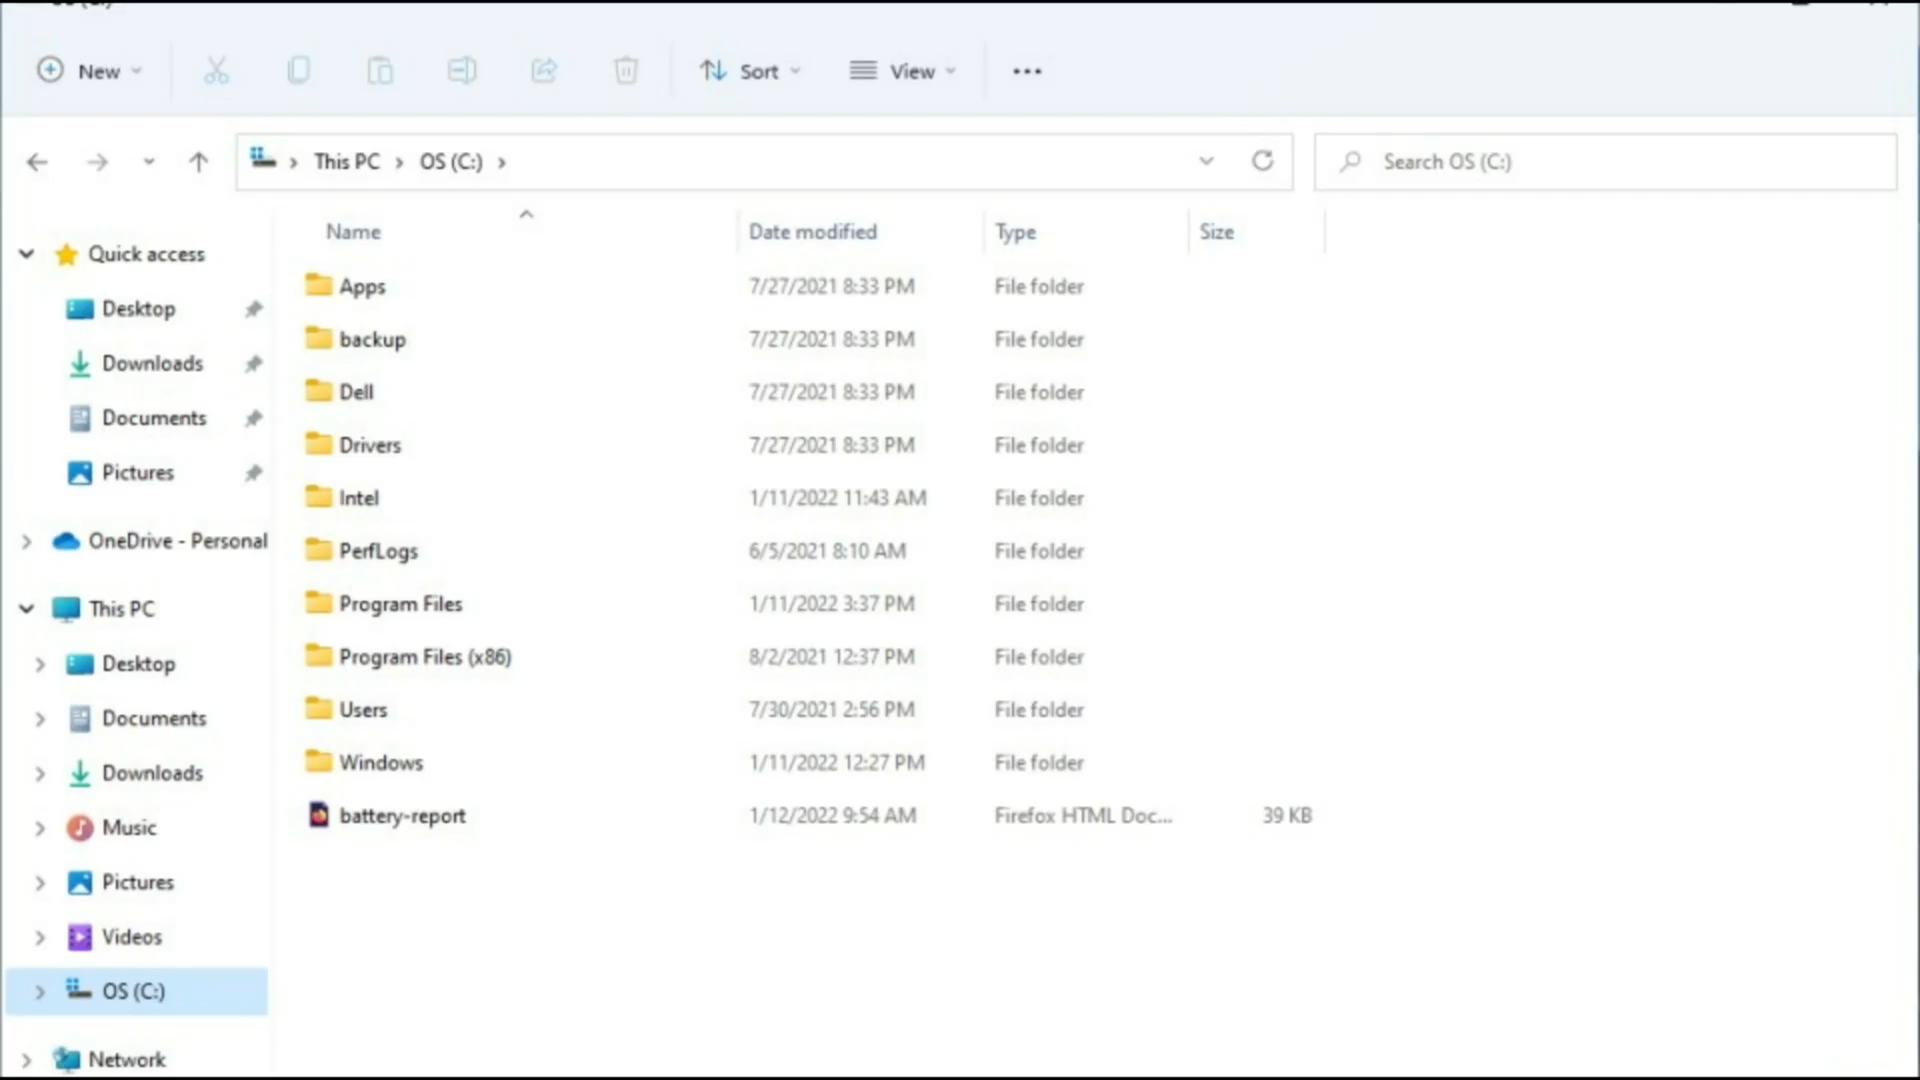 New
Sort
View
This PC > OS (C:) >
Search OS (C:)
Name Date modified Type Size
Quick access
Desktop
Downloads
Documents
Pictures
OneDrive - Personal
This PC
Desktop
Documents
Downloads
Music
Pictures
Videos
OS (C:)
Network
Apps 7/27/2021 8:33 PM File folder
backup 7/27/2021 8:33 PM File folder
Dell 7/27/2021 8:33 PM File folder
Drivers 7/27/2021 8:33 PM File folder
Intel 1/11/2022 11:43 AM File folder
PerfLogs 6/5/2021 8:10 AM File folder
Program Files 1/11/2022 3:37 PM File folder
Program Files (x86) 8/2/2021 12:37 PM File folder
Users 7/30/2021 2:56 PM File folder
Windows 1/11/2022 12:27 PM File folder
battery-report 1/12/2022 9:54 AM Firefox HTML Doc... 39 KB